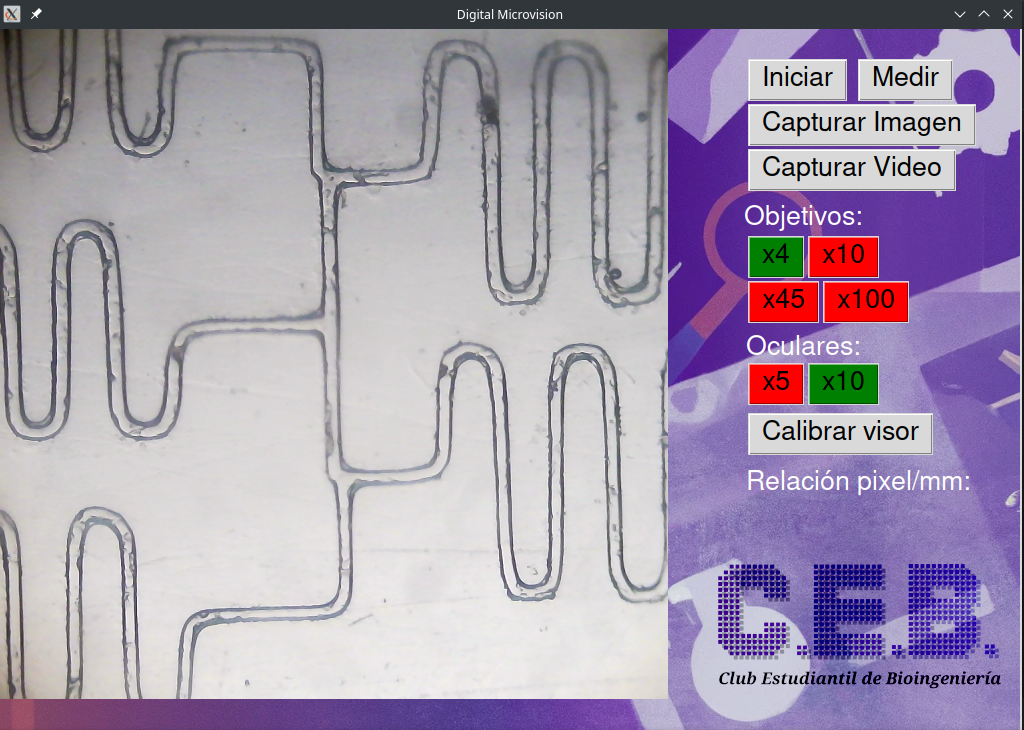 Digital Microvision
Iniciar Medir
Capturar Imagen
Capturar Video
Objetivos:
x4 x10
x45 x100
Oculares:
x5 x10
Calibrar visor
Relación pixel/mm:
C.E.B.
Club Estudiantil de Bioingeniería